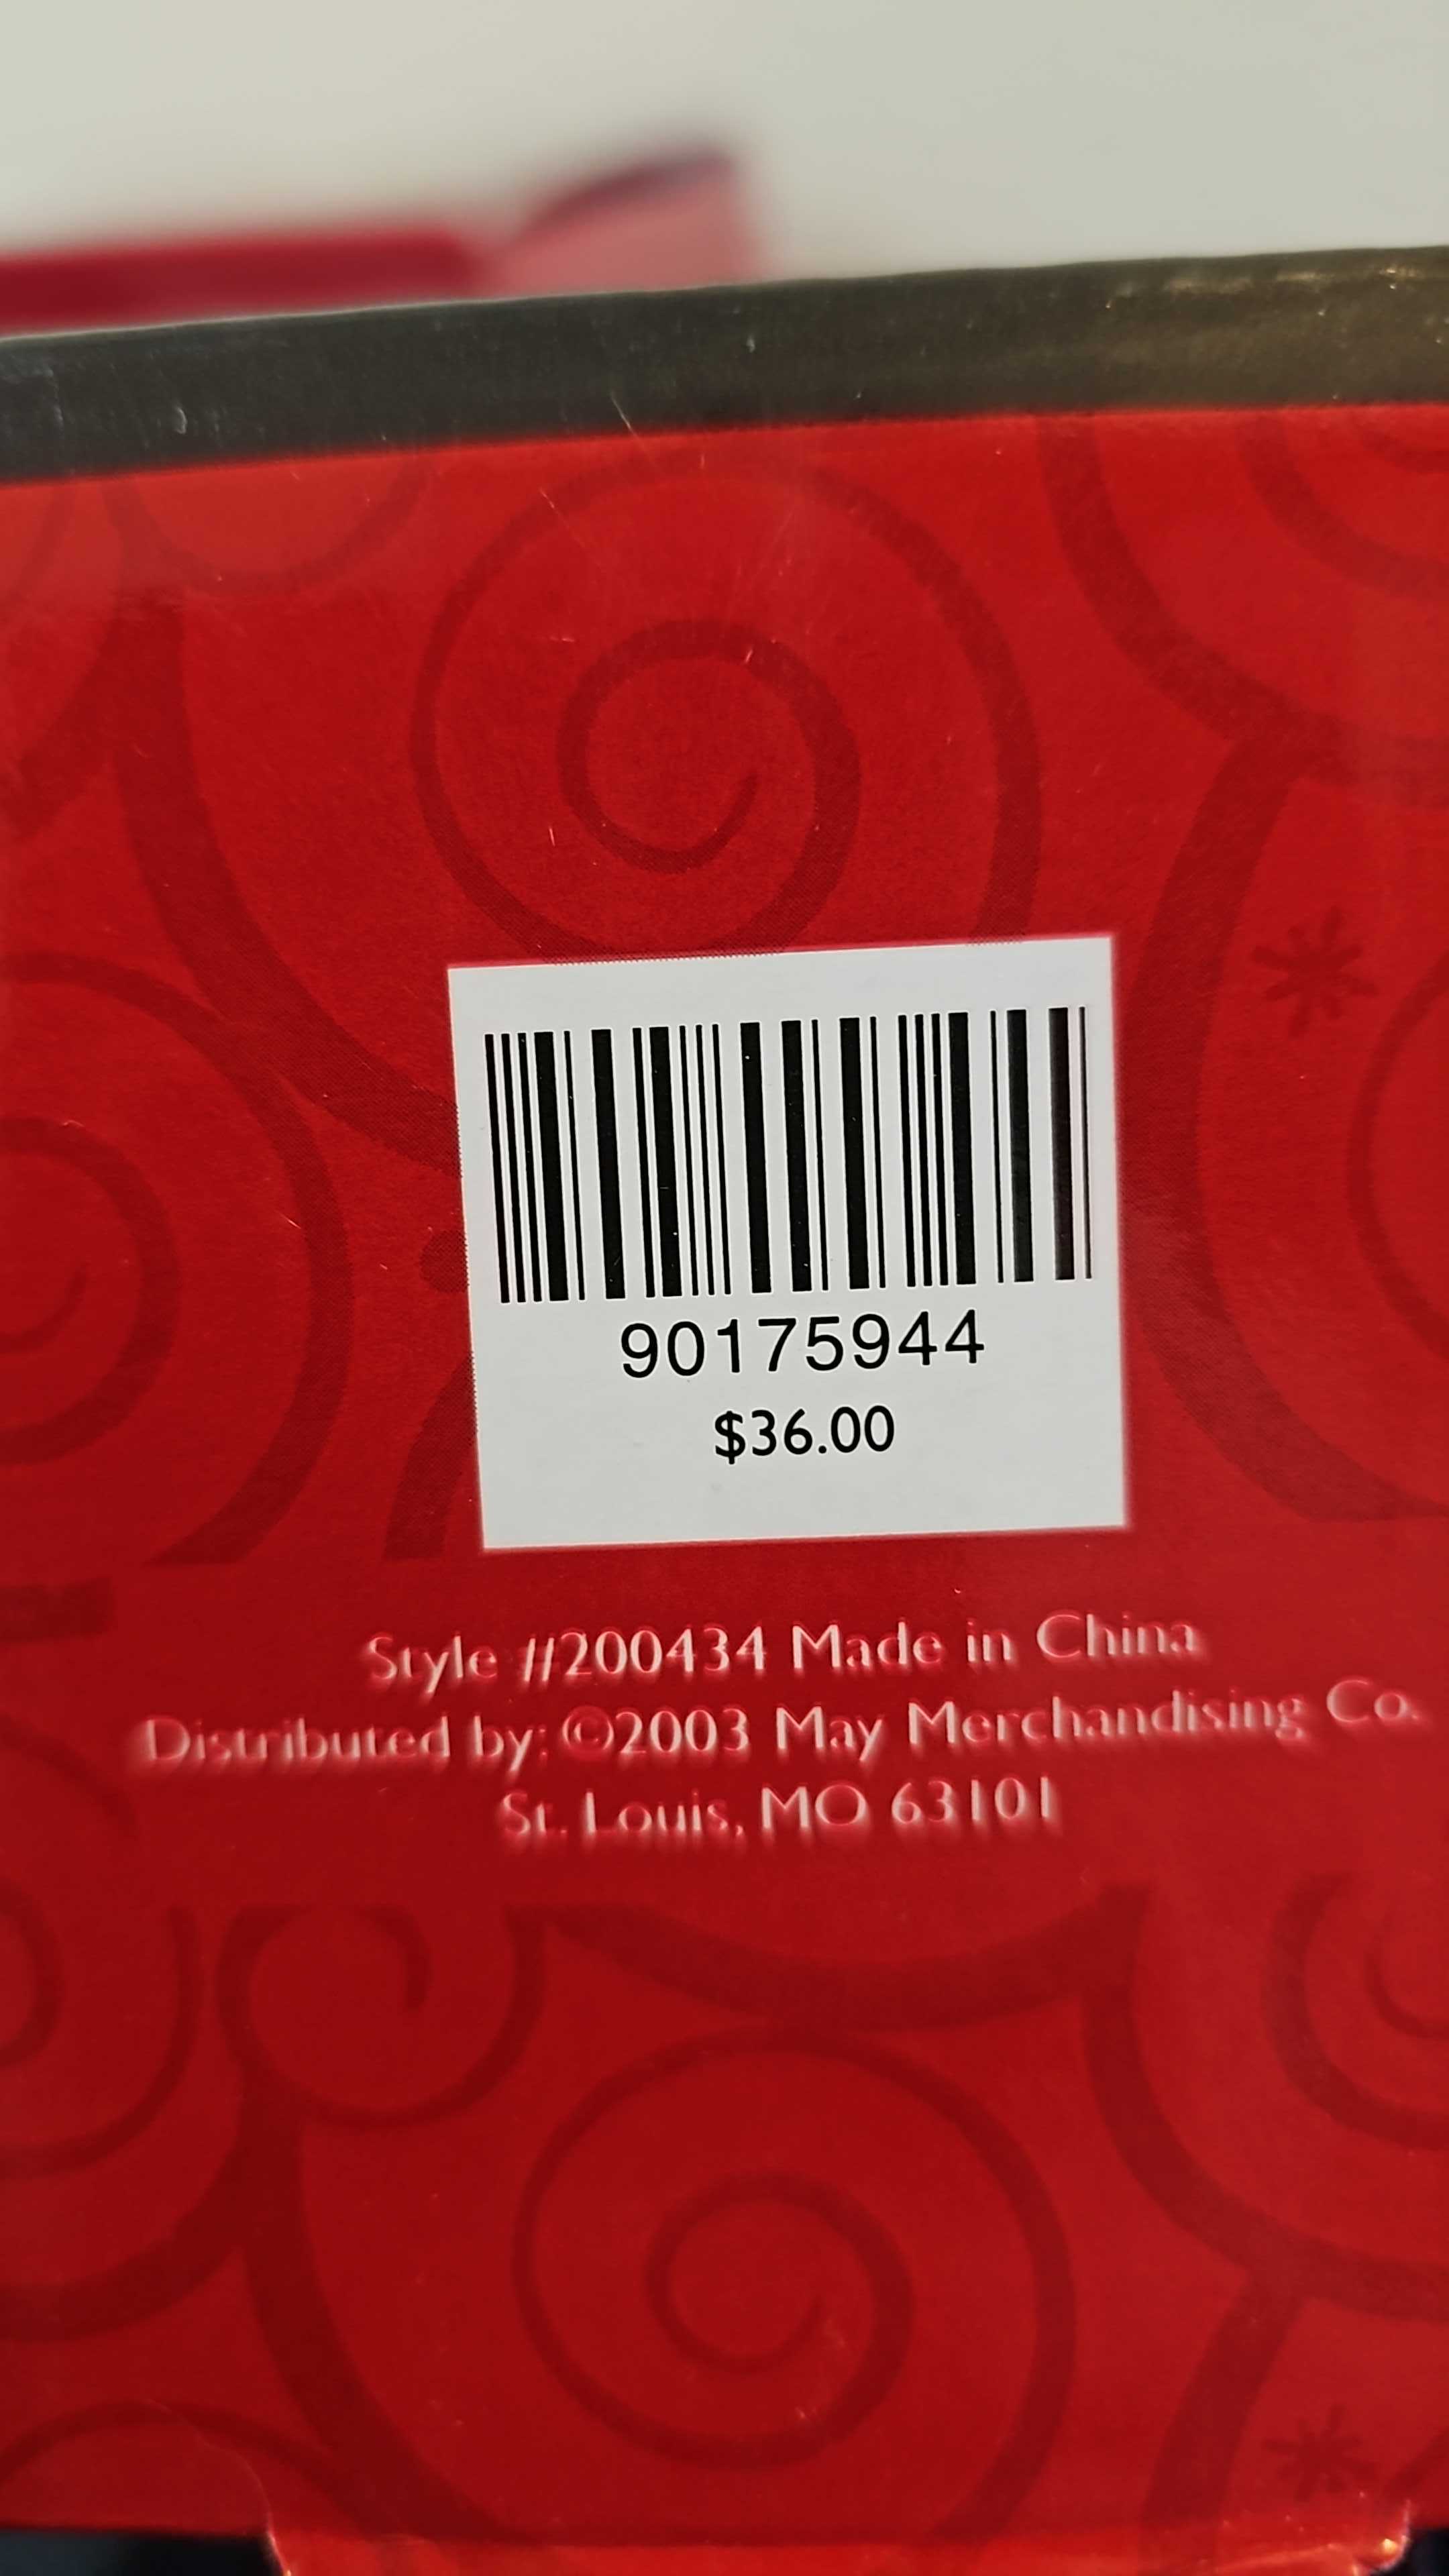 90175944
$36.00
Style #200434 Made in China
Distributed by: ©2003 May Merchandising Co.
St. Louis, MO 63101